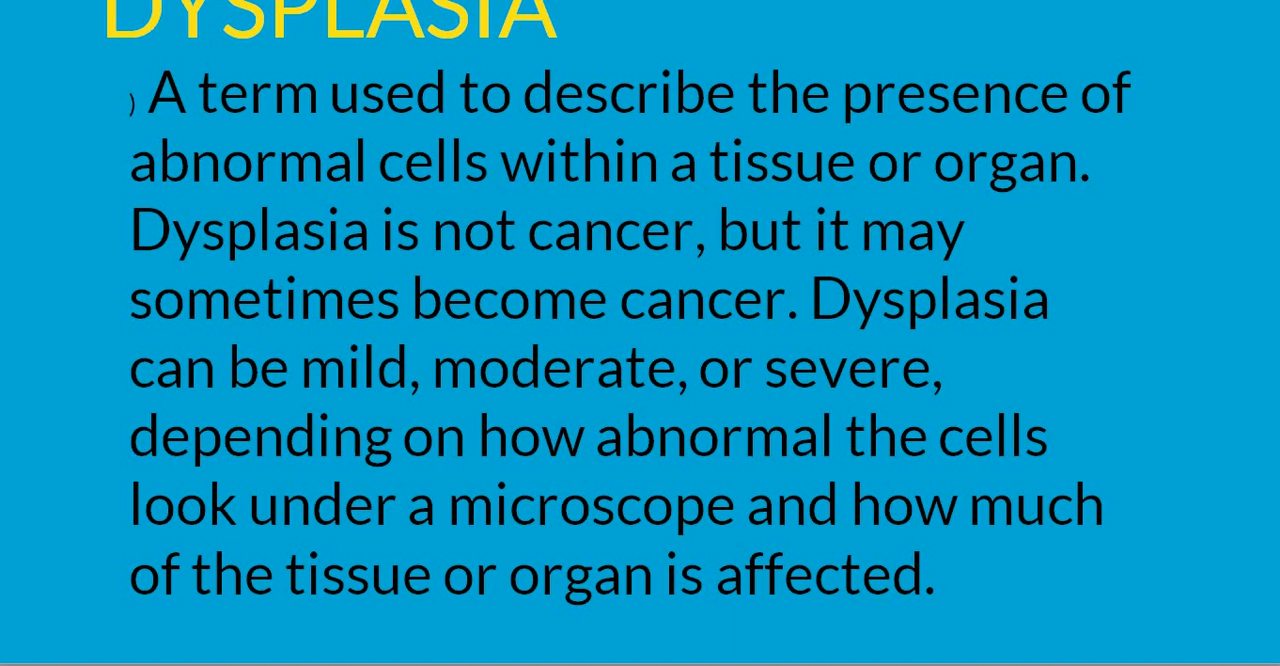 DYSPLASIA
) A term used to describe the presence of
abnormal cells within a tissue or organ.
Dysplasia is not cancer, but it may
sometimes become cancer. Dysplasia
can be mild, moderate, or severe,
depending on how abnormal the cells
look under a microscope and how much
of the tissue or organ is affected.